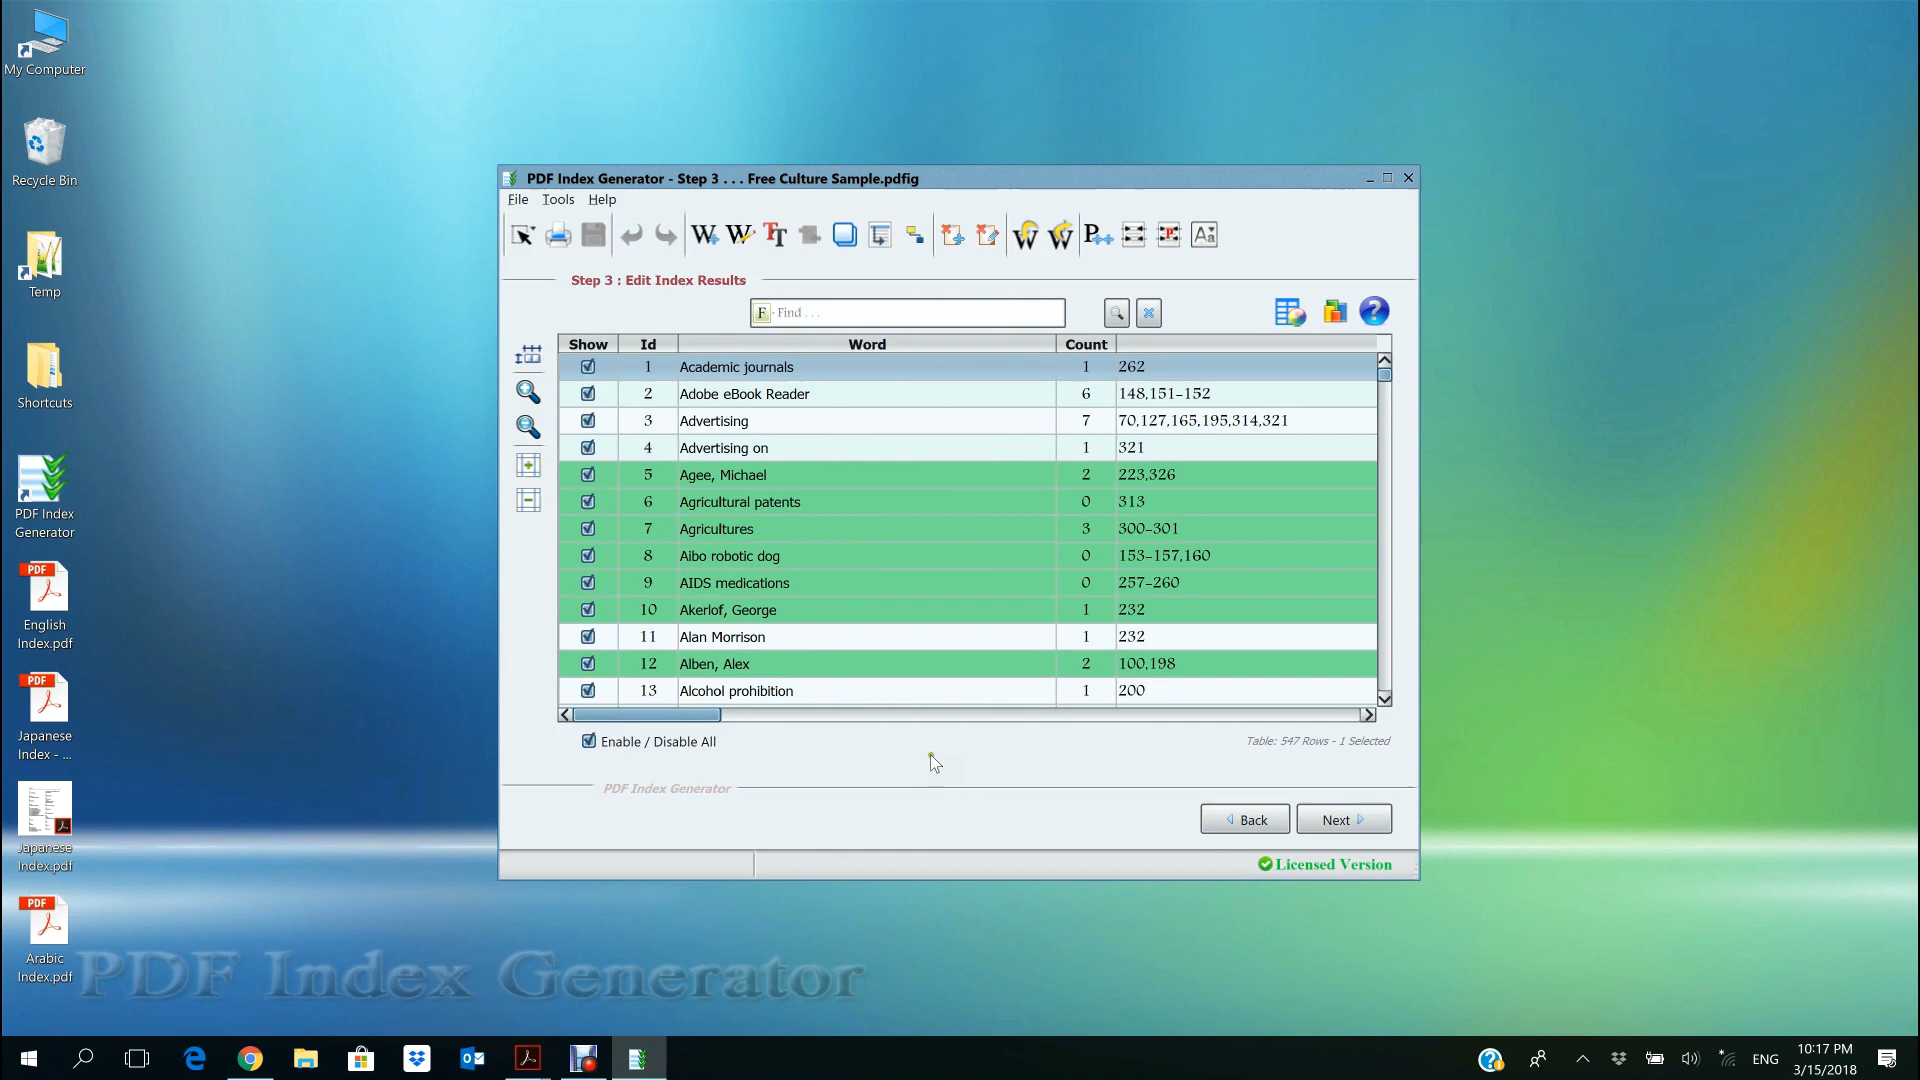 My Computer
Recycle Bin
Temp
Shortcuts
PDF Index
Generator
PDF
English
Index.pdf
PDF
Japanese
Index - ...
Japanese
Index.pdf
PDF
Arabic
Index.pdf
PDF Index Generator
PDF Index Generator - Step 3 . . . Free Culture Sample.pdfig
File Tools Help
Step 3 : Edit Index Results
F - Find . . .
Show Id Word Count
1 Academic journals 1 262
2 Adobe eBook Reader 6 148,151-152
3 Advertising 7 70,127,165,195,314,321
4 Advertising on 1 321
5 Agee, Michael 2 223,326
6 Agricultural patents 0 313
7 Agricultures 3 300-301
8 Aibo robotic dog 0 153-157,160
9 AIDS medications 0 257-260
10 Akerlof, George 1 232
11 Alan Morrison 1 232
12 Alben, Alex 2 100,198
13 Alcohol prohibition 1 200
Enable / Disable All
Table: 547 Rows - 1 Selected
PDF Index Generator
Back Next
Licensed Version
ENG
10:17 PM
3/15/2018